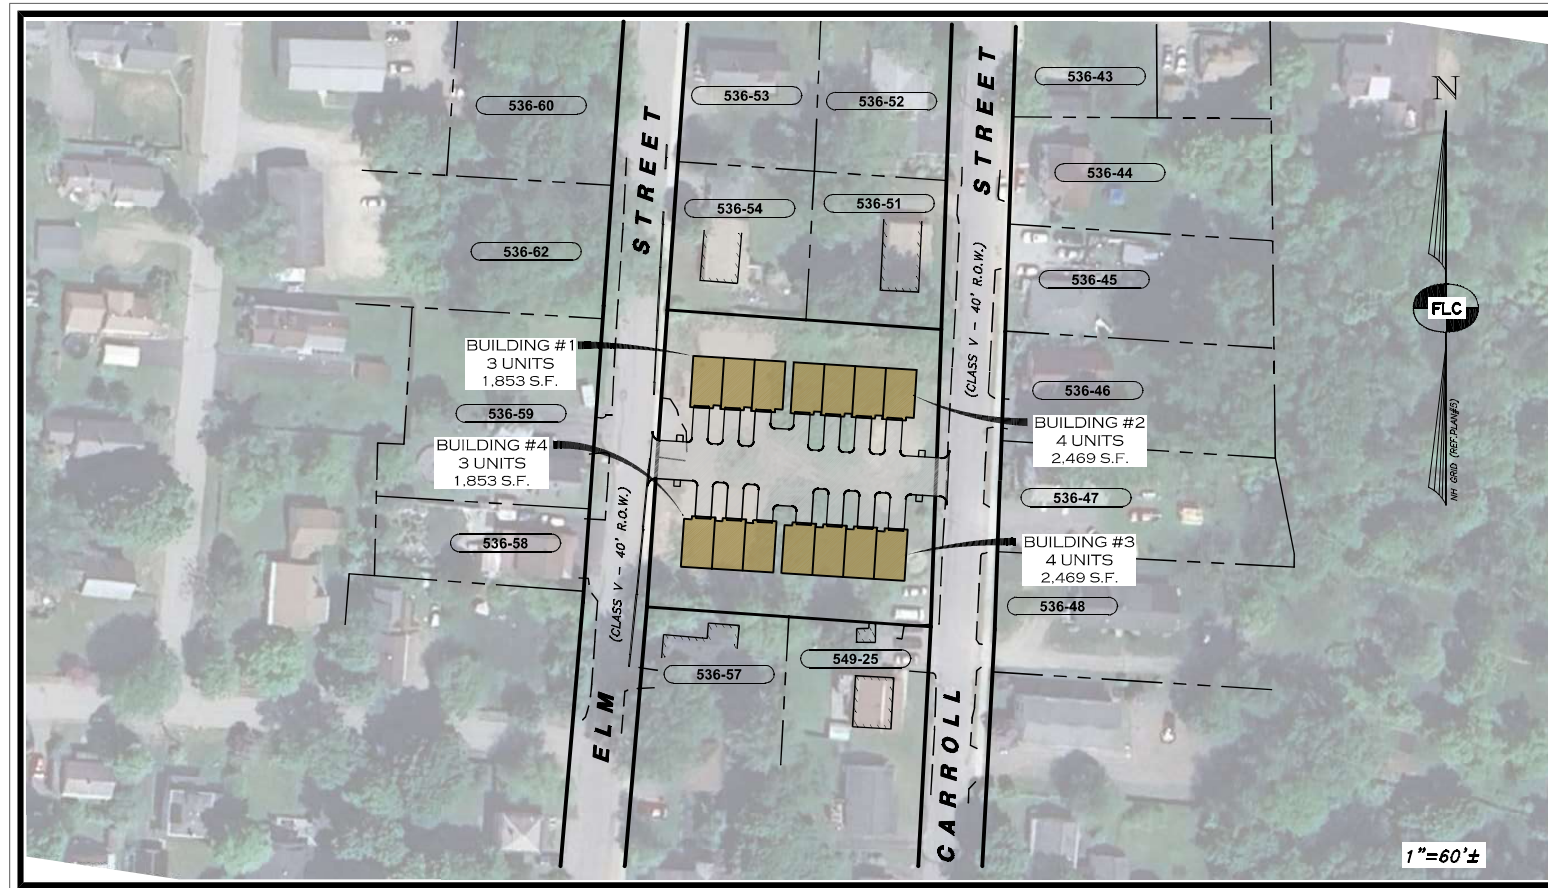 536-60
536-53
536-52
536-43
N
STREET
STREET
536-44
536-54
536-51
536-62
536-45
(CLASS V - 40' R.O.W.)
FLC
BUILDING #1
3 UNITS
1,853 S.F.
536-46
536-59
BUILDING #2
4 UNITS
2,469 S.F.
BUILDING #4
3 UNITS
1,853 S.F.
NH GRID (REF.PLAN#5)
536-47
536-58
(CLASS V - 40' R.O.W.)
BUILDING #3
4 UNITS
2,469 S.F.
536-48
549-25
536-57
ELM
CARROLL
1"=60'±